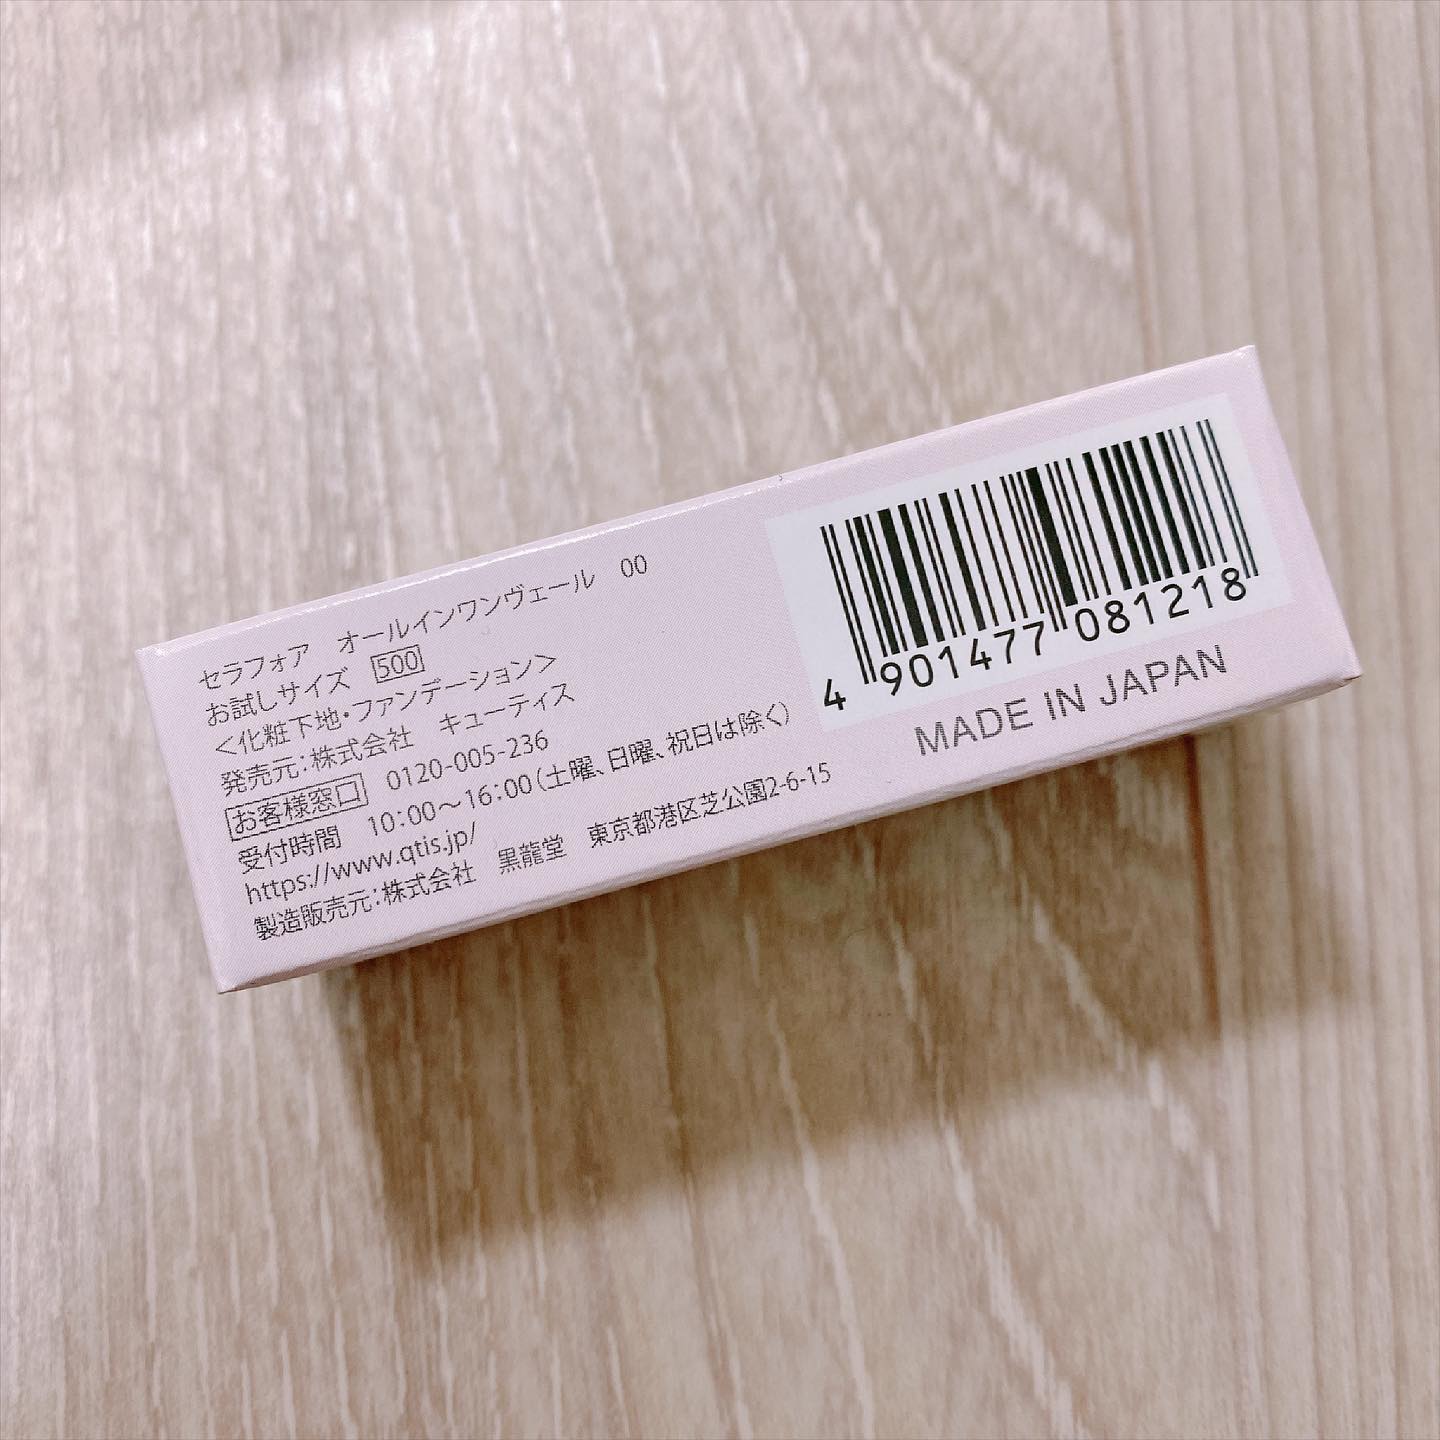 セラフォア　オールインワンヴェール　00
お試しサイズ　500
＜化粧下地・ファンデーション＞
発売元：株式会社　キューティス
お客様窓口　0120-005-236
受付時間　10：00～16：00（土曜、日曜、祝日は除く）
https://www.qtis.jp/
製造販売元：株式会社　黒龍堂　東京都港区芝公園2-6-15
4 901477 081218
MADE IN JAPAN